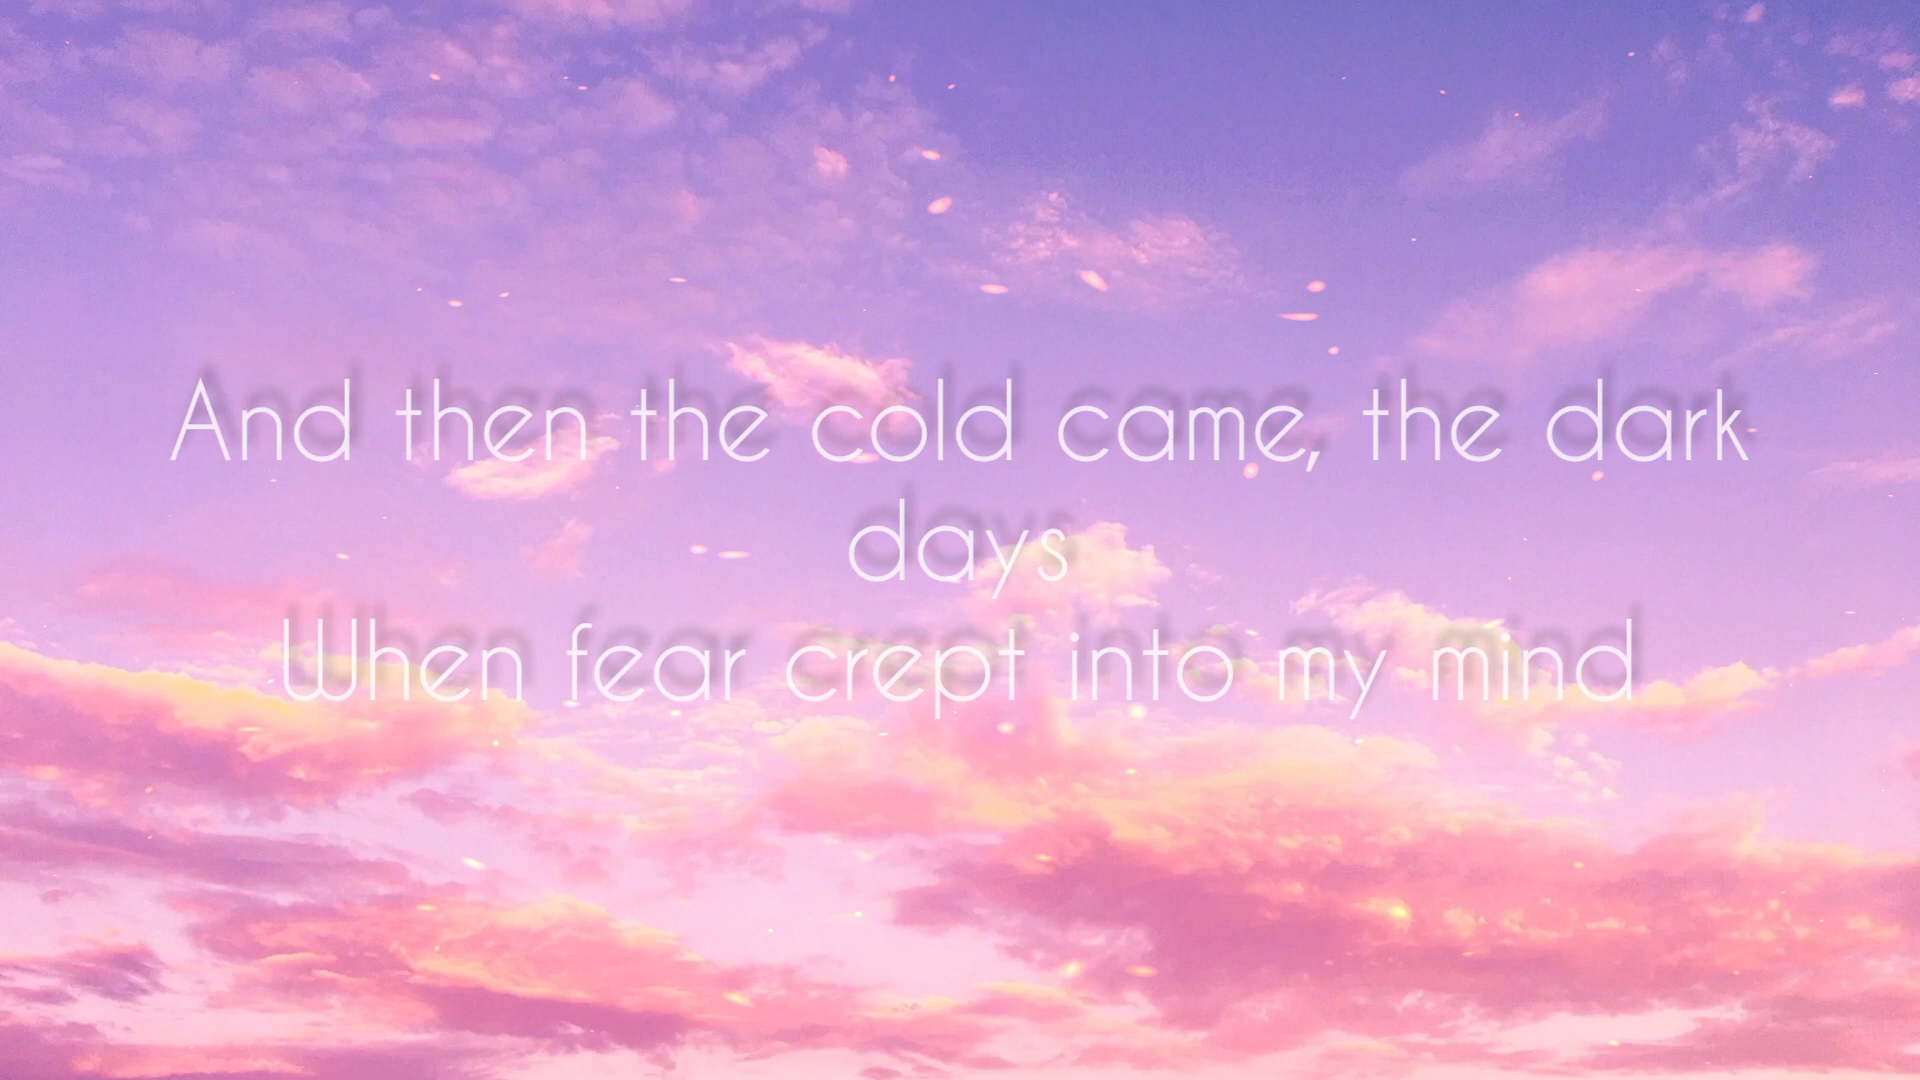 And then the cold came, the dark
days
When fear crept into my mind